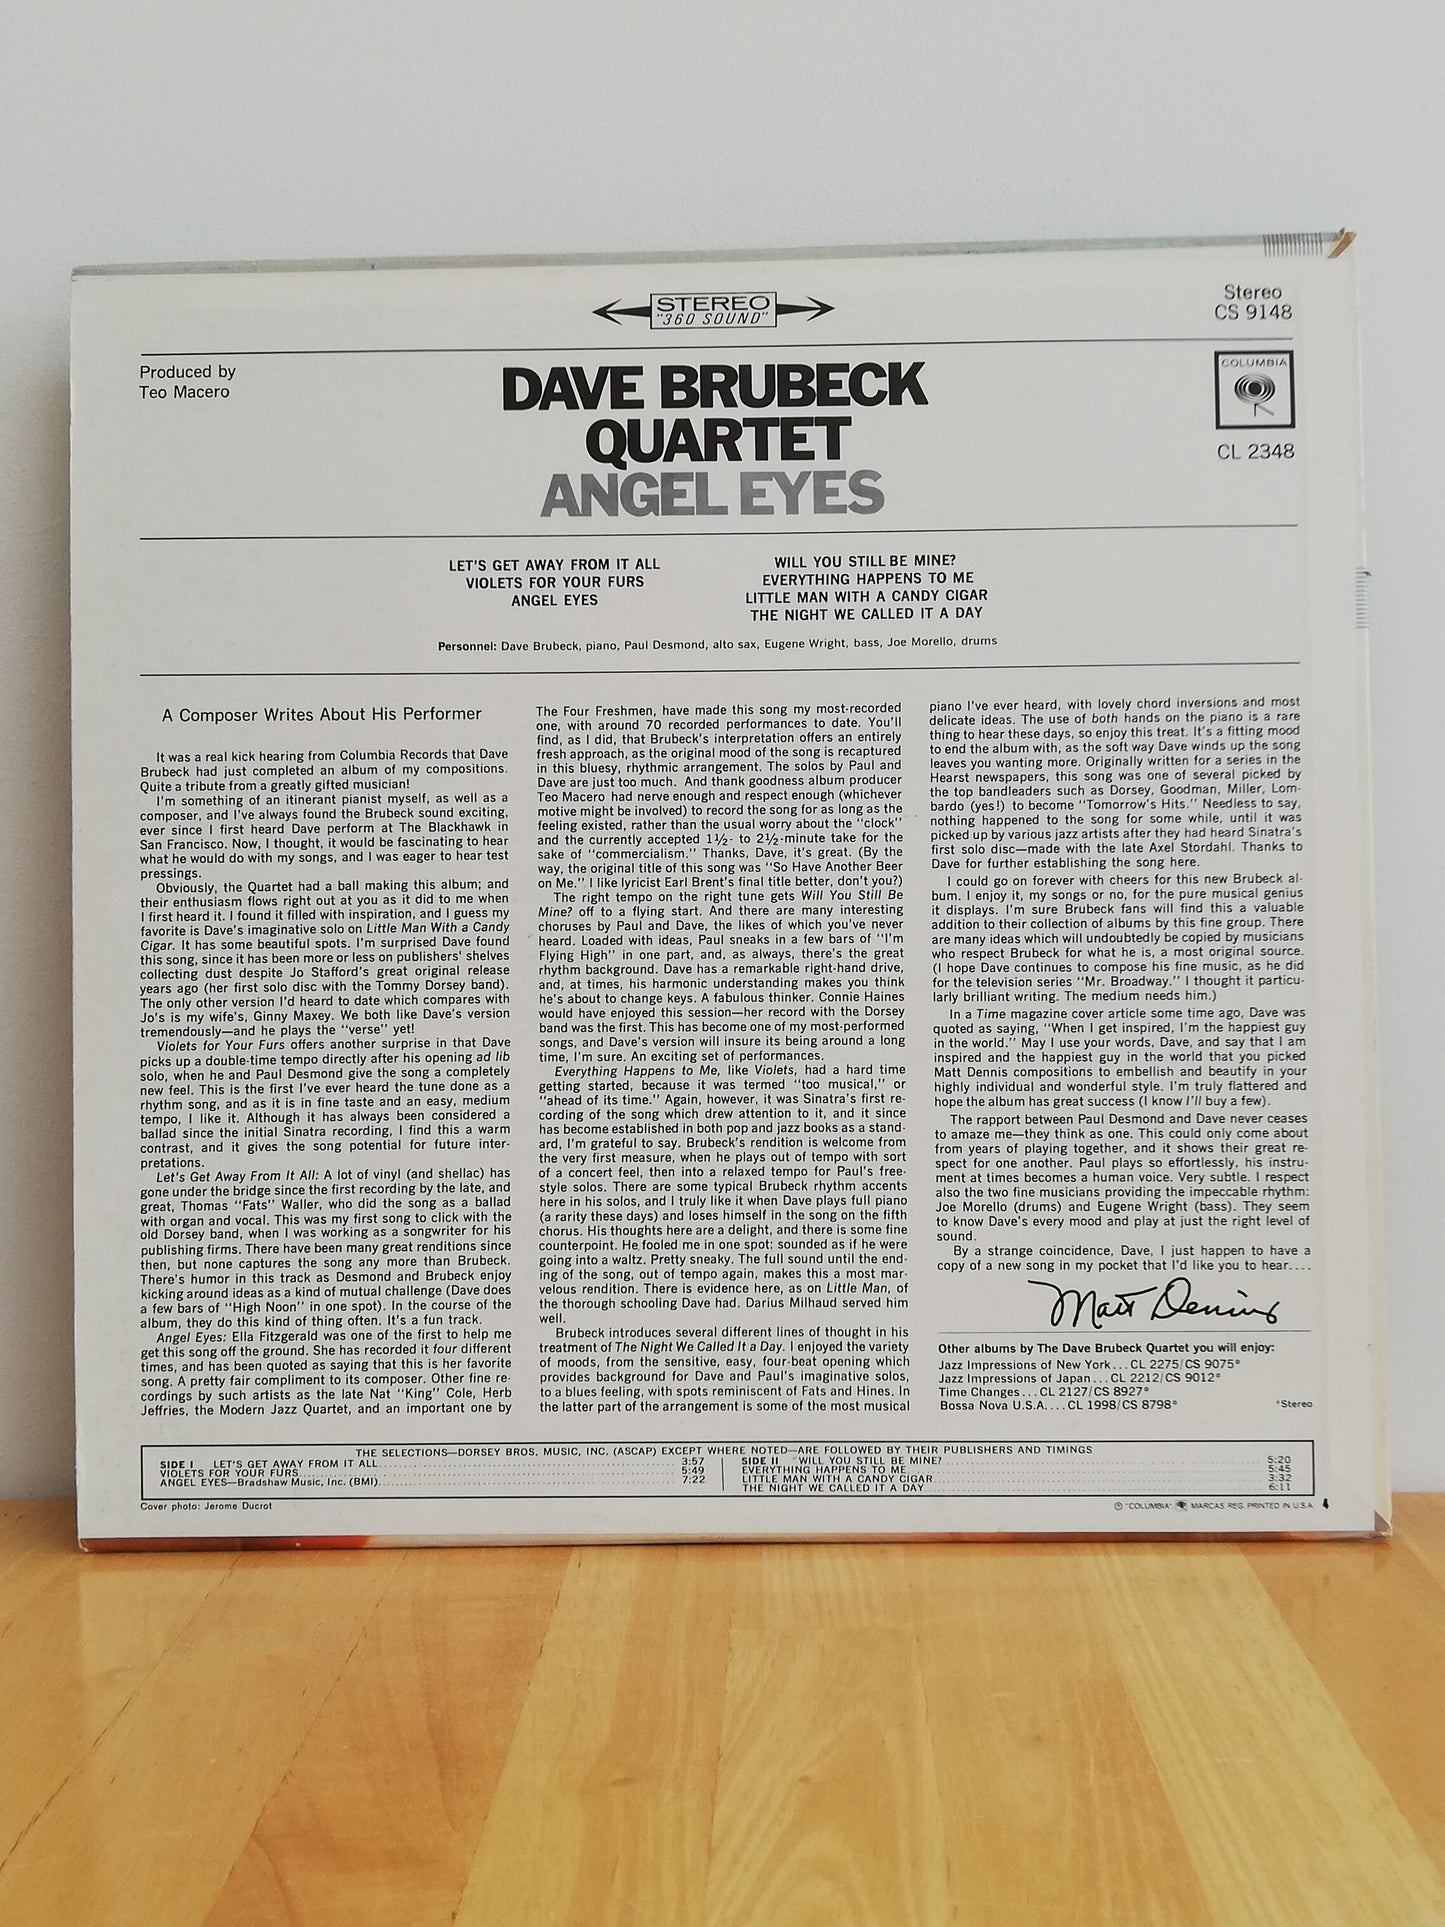 STEREO
"360 SOUND"
Stereo
CS 9148
Produced by
Teo Macero
DAVE BRUBECK
QUARTET
ANGEL EYES
COLUMBIA
CL 2348
LET'S GET AWAY FROM IT ALL
VIOLETS FOR YOUR FURS
ANGEL EYES
WILL YOU STILL BE MINE?
EVERYTHING HAPPENS TO ME
LITTLE MAN WITH A CANDY CIGAR
THE NIGHT WE CALLED IT A DAY
Personnel: Dave Brubeck, piano, Paul Desmond, alto sax, Eugene Wright, bass, Joe Morello, drums
A Composer Writes About His Performer
It was a real kick hearing from Columbia Records that Dave
Brubeck had just completed an album of my compositions.
Quite a tribute from a greatly gifted musician!
I'm something of an itinerant pianist myself, as well as a
composer, and I've always found the Brubeck sound exciting,
ever since I first heard Dave perform at The Blackhawk in
San Francisco. Now, I thought, it would be fascinating to hear
what he would do with my songs, and I was eager to hear test
pressings.
Obviously, the Quartet had a ball making this album; and
their enthusiasm flows right out at you as it did to me when
I first heard it. I found it filled with inspiration, and I guess my
favorite is Dave's imaginative solo on Little Man With a Candy
Cigar. It has some beautiful spots. I'm surprised Dave found
this song, since it has been more or less on publishers' shelves
collecting dust despite Jo Stafford's great original release
years ago (her first solo disc with the Tommy Dorsey band).
The only other version I'd heard to date which compares with
Jo's is my wife's, Ginny Maxey. We both like Dave's version
tremendously—and he plays the "verse" yet!
Violets for Your Furs offers another surprise in that Dave
picks up a double-time tempo directly after his opening ad lib
solo, when he and Paul Desmond give the song a completely
new feel. This is the first I've ever heard the tune done as a
rhythm song, and as it is in fine taste and an easy, medium
tempo, I like it. Although it has always been considered a
ballad since the initial Sinatra recording, I find this a warm
contrast, and it gives the song potential for future inter-
pretations.
Let's Get Away From It All: A lot of vinyl (and shellac) has
gone under the bridge since the first recording by the late, and
great, Thomas "Fats" Waller, who did the song as a ballad
with organ and vocal. This was my first song to click with the
old Dorsey band, when I was working as a songwriter for his
publishing firms. There have been many great renditions since
then, but none captures the song any more than Brubeck.
There's humor in this track as Desmond and Brubeck enjoy
kicking around ideas as a kind of mutual challenge (Dave does
a few bars of "High Noon" in one spot). In the course of the
album, they do this kind of thing often. It's a fun track.
Angel Eyes: Ella Fitzgerald was one of the first to help me
get this song off the ground. She has recorded it four different
times, and has been quoted as saying that this is her favorite
song. A pretty fair compliment to its composer. Other fine re-
cordings by such artists as the late Nat "King" Cole, Herb
Jeffries, the Modern Jazz Quartet, and an important one by
The Four Freshmen, have made this song my most-recorded
one, with around 70 recorded performances to date. You'll
find, as I did, that Brubeck's interpretation offers an entirely
fresh approach, as the original mood of the song is recaptured
in this bluesy, rhythmic arrangement. The solos by Paul and
Dave are just too much. And thank goodness album producer
Teo Macero had nerve enough and respect enough (whichever
motive might be involved) to record the song for as long as the
feeling existed, rather than the usual worry about the "clock"
and the currently accepted 1½- to 2½-minute take for the
sake of "commercialism." Thanks, Dave, it's great. (By the
way, the original title of this song was "So Have Another Beer
on Me." I like lyricist Earl Brent's final title better, don't you?)
The right tempo on the right tune gets Will You Still Be
Mine? off to a flying start. And there are many interesting
choruses by Paul and Dave, the likes of which you've never
heard. Loaded with ideas, Paul sneaks in a few bars of "I'm
Flying High" in one part, and, as always, there's the great
rhythm background. Dave has a remarkable right-hand drive,
and, at times, his harmonic understanding makes you think
he's about to change keys. A fabulous thinker. Connie Haines
would have enjoyed this session—her record with the Dorsey
band was the first. This has become one of my most-performed
songs, and Dave's version will insure its being around a long
time, I'm sure. An exciting set of performances.
Everything Happens to Me, like Violets, had a hard time
getting started, because it was termed "too musical," or
"ahead of its time." Again, however, it was Sinatra's first re-
cording of the song which drew attention to it, and it since
has become established in both pop and jazz books as a stand-
ard, I'm grateful to say. Brubeck's rendition is welcome from
the very first measure, when he plays out of tempo with sort
of a concert feel, then into a relaxed tempo for Paul's free-
style solos. There are some typical Brubeck rhythm accents
here in his solos, and I truly like it when Dave plays full piano
(a rarity these days) and loses himself in the song on the fifth
chorus. His thoughts here are a delight, and there is some fine
counterpoint. He fooled me in one spot; sounded as if he were
going into a waltz. Pretty sneaky. The full sound until the end-
ing of the song, out of tempo again, makes this a most mar-
velous rendition. There is evidence here, as on Little Man, of
the thorough schooling Dave had. Darius Milhaud served him
well.
Brubeck introduces several different lines of thought in his
treatment of The Night We Called It a Day. I enjoyed the variety
of moods, from the sensitive, easy, four-beat opening which
provides background for Dave and Paul's imaginative solos,
to a blues feeling, with spots reminiscent of Fats and Hines. In
the latter part of the arrangement is some of the most musical
piano I've ever heard, with lovely chord inversions and most
delicate ideas. The use of both hands on the piano is a rare
thing to hear these days, so enjoy this treat. It's a fitting mood
to end the album with, as the soft way Dave winds up the song
leaves you wanting more. Originally written for a series in the
Hearst newspapers, this song was one of several picked by
the top bandleaders such as Dorsey, Goodman, Miller, Lom-
bardo (yes!) to become "Tomorrow's Hits." Needless to say,
nothing happened to the song for some while, until it was
picked up by various jazz artists after they had heard Sinatra's
first solo disc—made with the late Axel Stordahl. Thanks to
Dave for further establishing the song here.
I could go on forever with cheers for this new Brubeck al-
bum. I enjoy it, my songs or no, for the pure musical genius
it displays. I'm sure Brubeck fans will find this a valuable
addition to their collection of albums by this fine group. There
are many ideas which will undoubtedly be copied by musicians
who respect Brubeck for what he is, a most original source.
(I hope Dave continues to compose his fine music, as he did
for the television series "Mr. Broadway." I thought it particu-
larly brilliant writing. The medium needs him.)
In a Time magazine cover article some time ago, Dave was
quoted as saying, "When I get inspired, I'm the happiest guy
in the world." May I use your words, Dave, and say that I am
inspired and the happiest guy in the world that you picked
Matt Dennis compositions to embellish and beautify in your
highly individual and wonderful style. I'm truly flattered and
hope the album has great success (I know I'll buy a few).
The rapport between Paul Desmond and Dave never ceases
to amaze me—they think as one. This could only come about
from years of playing together, and it shows their great re-
spect for one another. Paul plays so effortlessly, his instru-
ment at times becomes a human voice. Very subtle. I respect
also the two fine musicians providing the impeccable rhythm:
Joe Morello (drums) and Eugene Wright (bass). They seem
to know Dave's every mood and play at just the right level of
sound.
By a strange coincidence, Dave, I just happen to have a
copy of a new song in my pocket that I'd like you to hear....
Matt Dennis
Other albums by The Dave Brubeck Quartet you will enjoy:
Jazz Impressions of New York...CL 2275/CS 9075*
Jazz Impressions of Japan...CL 2212/CS 9012*
Time Changes...CL 2127/CS 8927*
Bossa Nova U.S.A....CL 1998/CS 8798*
*Stereo
THE SELECTIONS—DORSEY BROS. MUSIC, INC. (ASCAP) EXCEPT WHERE NOTED—ARE FOLLOWED BY THEIR PUBLISHERS AND TIMINGS
SIDE I LET'S GET AWAY FROM IT ALL 3:57
VIOLETS FOR YOUR FURS 5:49
ANGEL EYES—Bradshaw Music, Inc. (BMI) 7:22
SIDE II WILL YOU STILL BE MINE? 5:20
EVERYTHING HAPPENS TO ME 5:45
LITTLE MAN WITH A CANDY CIGAR 3:32
THE NIGHT WE CALLED IT A DAY 6:11
Cover photo: Jerome Ducrot
℗ "COLUMBIA" MARCAS REG. PRINTED IN U.S.A. 4